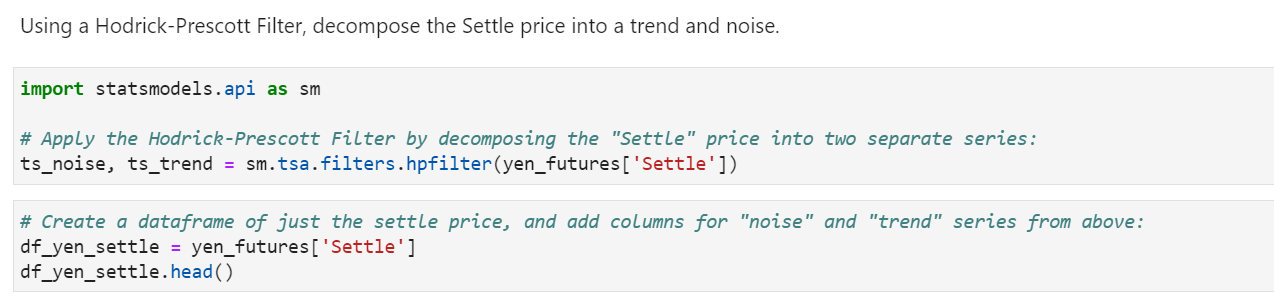 Using a Hodrick-Prescott Filter, decompose the Settle price into a trend and noise.
import statsmodels.api as sm
# Apply the Hodrick-Prescott Filter by decomposing the "Settle" price into two separate series:
ts_noise, ts_trend = sm.tsa.filters.hpfilter(yen_futures['Settle'])
# Create a dataframe of just the settle price, and add columns for "noise" and "trend" series from above:
df_yen_settle = yen_futures['Settle']
df_yen_settle.head()